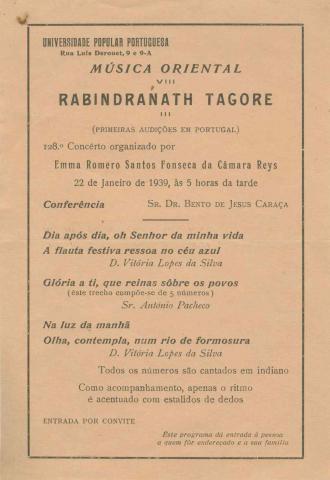 UNIVERSIDADE POPULAR PORTUGUESA
Rua Luís Derouet, 9 e 9-A
MÚSICA ORIENTAL
VIII
RABINDRANATH TAGORE
III
(PRIMEIRAS AUDIÇÕES EM PORTUGAL)
128.º Concêrto organizado por
Emma Romero Santos Fonseca da Câmara Reys
22 de Janeiro de 1939, às 5 horas da tarde
Conferência SR. DR. BENTO DE JESUS CARAÇA
Dia após dia, oh Senhor da minha vida
A flauta festiva ressoa no céu azul
D. Vitória Lopes da Silva
Glória a ti, que reinas sôbre os povos
(êste trecho compõe-se de 5 números)
Sr. António Pacheco
Na luz da manhã
Olha, contempla, num rio de formosura
D. Vitória Lopes da Silva
Todos os números são cantados em indiano
Como acompanhamento, apenas o ritmo
é acentuado com estalidos de dedos
ENTRADA POR CONVITE
Este programa dá entrada à pessoa
a quem fôr endereçado e a sua família